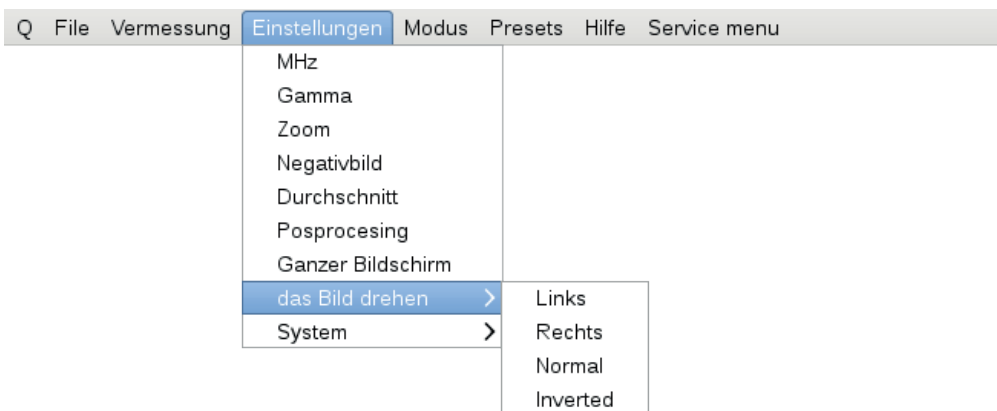 Q File Vermessung Einstellungen Modus Presets Hilfe Service menu
MHz
Gamma
Zoom
Negativbild
Durchschnitt
Posprocesing
Ganzer Bildschirm
das Bild drehen
Links
System
Rechts
Normal
Inverted